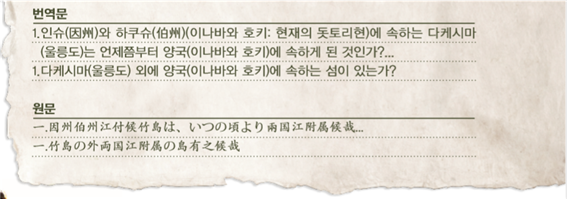 번역문
1.인슈(因州)와 하쿠슈(伯州)(이나바와 호키: 현재의 돗토리현)에 속하는 다케시마
(울릉도)는 언제쯤부터 양국(이나바와 호키)에 속하게 된 것인가?...
1.다케시마(울릉도) 외에 양국(이나바와 호키)에 속하는 섬이 있는가?
원문
一.因州伯州江付候竹島は、いつの頃より兩国江附属候哉...
一.竹島の外両国江附属の島有之候哉